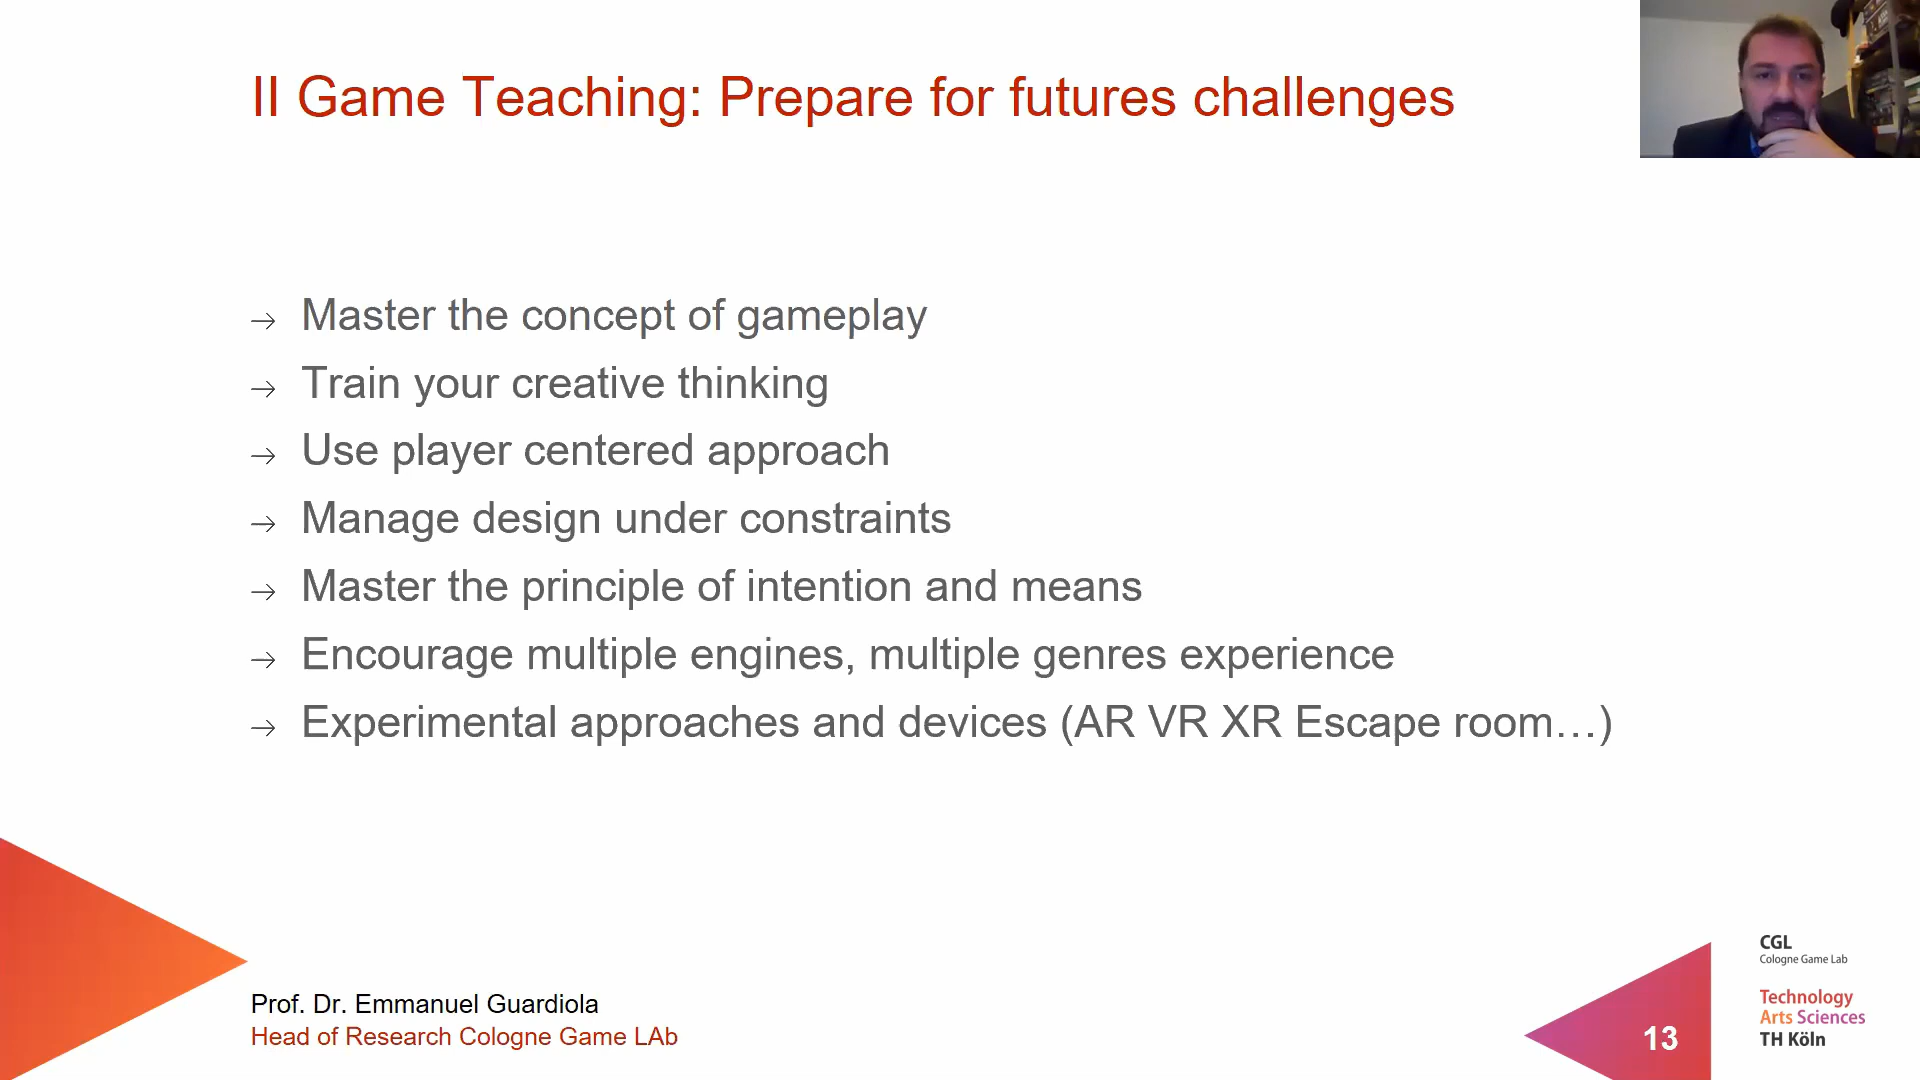 II Game Teaching: Prepare for futures challenges
→ Master the concept of gameplay
→ Train your creative thinking
→ Use player centered approach
→ Manage design under constraints
→ Master the principle of intention and means
→ Encourage multiple engines, multiple genres experience
→ Experimental approaches and devices (AR VR XR Escape room…)
Prof. Dr. Emmanuel Guardiola
Head of Research Cologne Game LAb
13
CGL
Cologne Game Lab
Technology
Arts Sciences
TH Köln